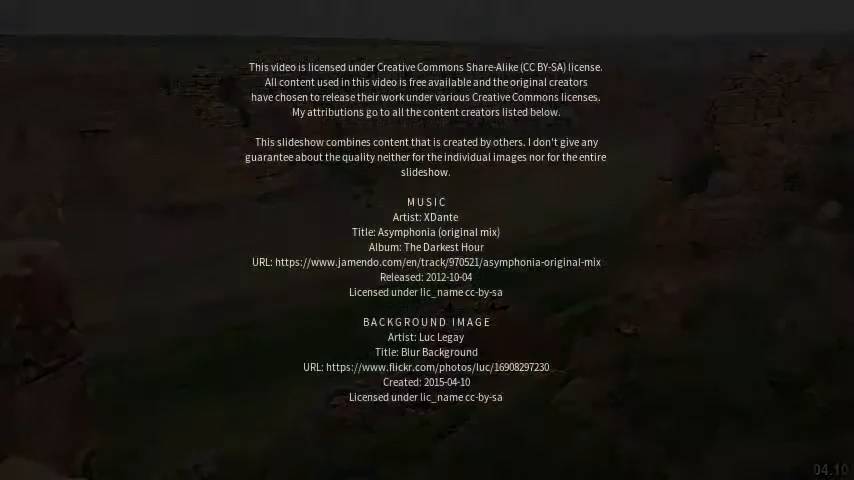 This video is licensed under Creative Commons Share-Alike (CC BY-SA) license.
All content used in this video is free available and the original creators
have chosen to release their work under various Creative Commons licenses.
My attributions go to all the content creators listed below.
This slideshow combines content that is created by others. I don't give any
guarantee about the quality neither for the individual images nor for the entire
slideshow.
MUSIC
Artist: XDante
Title: Asymphonia (original mix)
Album: The Darkest Hour
URL: https://www.jamendo.com/en/track/970521/asymphonia-original-mix
Released: 2012-10-04
Licensed under lic_name cc-by-sa
BACKGROUND IMAGE
Artist: Luc Legay
Title: Blur Background
URL: https://www.flickr.com/photos/luc/16908297230
Created: 2015-04-10
Licensed under lic_name cc-by-sa
04.10